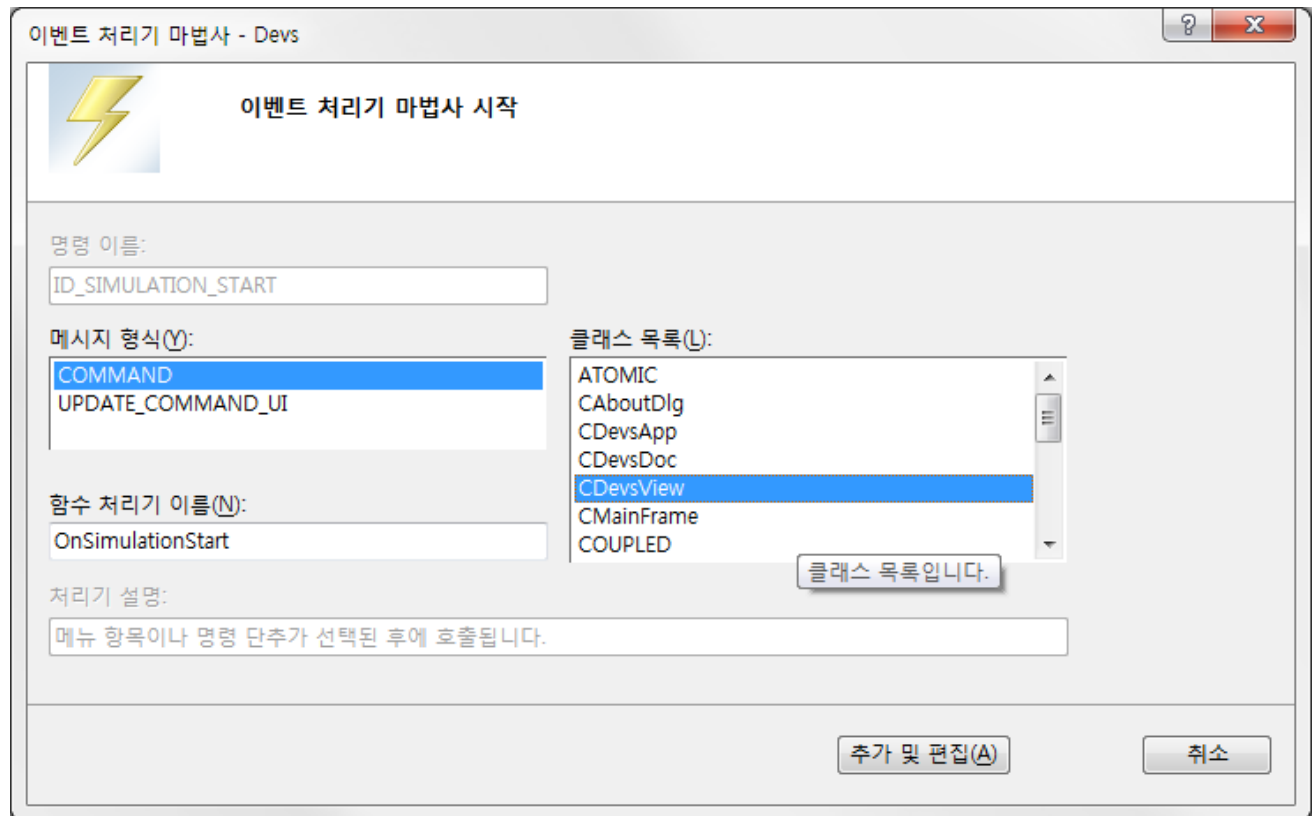 이벤트 처리기 마법사 - Devs
이벤트 처리기 마법사 시작
명령 이름:
ID_SIMULATION_START
메시지 형식(Y):
COMMAND
UPDATE_COMMAND_UI
클래스 목록(L):
ATOMIC
CAboutDlg
CDevsApp
CDevsDoc
CDevsView
CMainFrame
COUPLED
함수 처리기 이름(N):
OnSimulationStart
클래스 목록입니다.
처리기 설명:
메뉴 항목이나 명령 단추가 선택된 후에 호출됩니다.
추가 및 편집(A)
취소